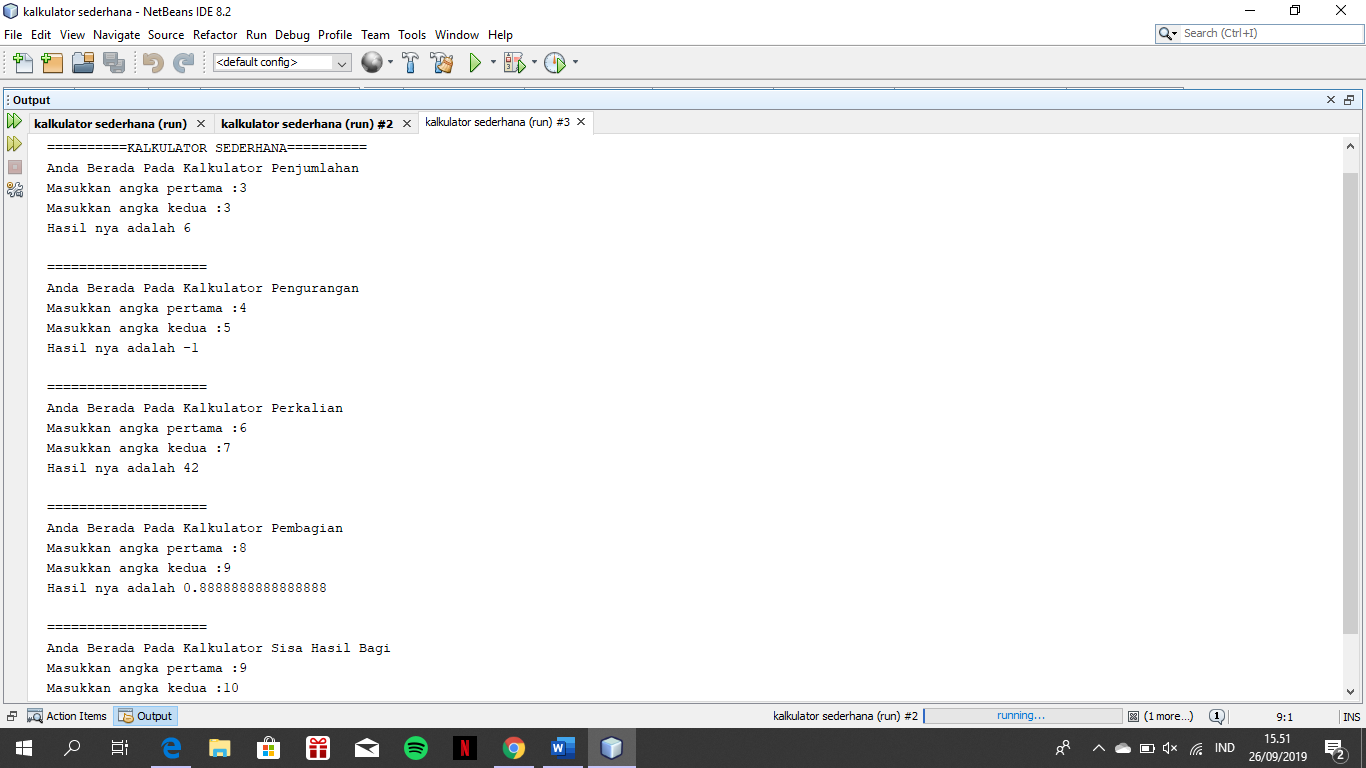 kalkulator sederhana - NetBeans IDE 8.2
File Edit View Navigate Source Refactor Run Debug Profile Team Tools Window Help
Search (Ctrl+I)
<default config>
Output
kalkulator sederhana (run) kalkulator sederhana (run) #2 kalkulator sederhana (run) #3
==========KALKULATOR SEDERHANA==========
Anda Berada Pada Kalkulator Penjumlahan
Masukkan angka pertama :3
Masukkan angka kedua :3
Hasil nya adalah 6
====================
Anda Berada Pada Kalkulator Pengurangan
Masukkan angka pertama :4
Masukkan angka kedua :5
Hasil nya adalah -1
====================
Anda Berada Pada Kalkulator Perkalian
Masukkan angka pertama :6
Masukkan angka kedua :7
Hasil nya adalah 42
====================
Anda Berada Pada Kalkulator Pembagian
Masukkan angka pertama :8
Masukkan angka kedua :9
Hasil nya adalah 0.8888888888888888
====================
Anda Berada Pada Kalkulator Sisa Hasil Bagi
Masukkan angka pertama :9
Masukkan angka kedua :10
Action Items Output kalkulator sederhana (run) #2 running... (1 more...) 1 9:1 INS
IND
15.51
26/09/2019
2